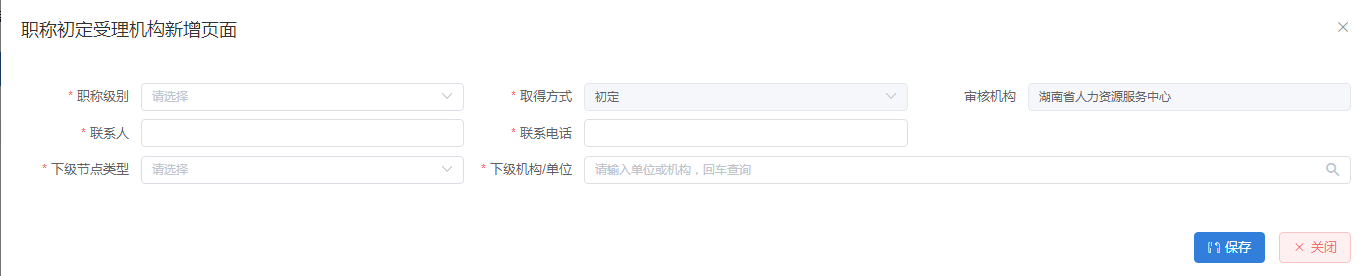 职称初定受理机构新增页面
* 职称级别 请选择 * 取得方式 初定 审核机构 湖南省人力资源服务中心
* 联系人 * 联系电话
* 下级节点类型 请选择 * 下级机构/单位 请输入单位或机构，回车查询
保存 关闭